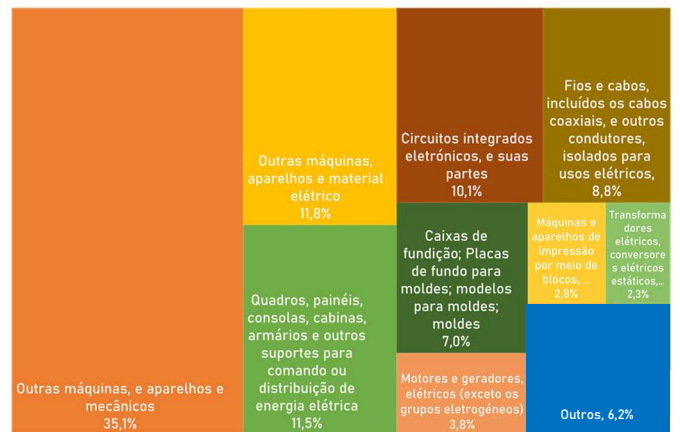 Outras máquinas, e aparelhos e
mecânicos
35,1%
Outras máquinas,
aparelhos e material
elétrico
11,8%
Quadros, painéis,
consolas, cabinas,
armários e outros
suportes para
comando ou
distribuição de
energia elétrica
11,5%
Circuitos integrados
eletrónicos, e suas
partes
10,1%
Fios e cabos,
incluídos os cabos
coaxiais, e outros
condutores,
isolados para
usos elétricos,
8,8%
Caixas de
fundição; Placas
de fundo para
moldes; modelos
para moldes;
moldes
7,0%
Motores e geradores,
elétricos (exceto os
grupos eletrogéneos)
3,8%
Máquinas e
aparelhos de
impressão
por meio de
blocos, ...
2,8%
Transforma
dores
elétricos,
conversore
s elétricos
estáticos,...
2,3%
Outros, 6,2%